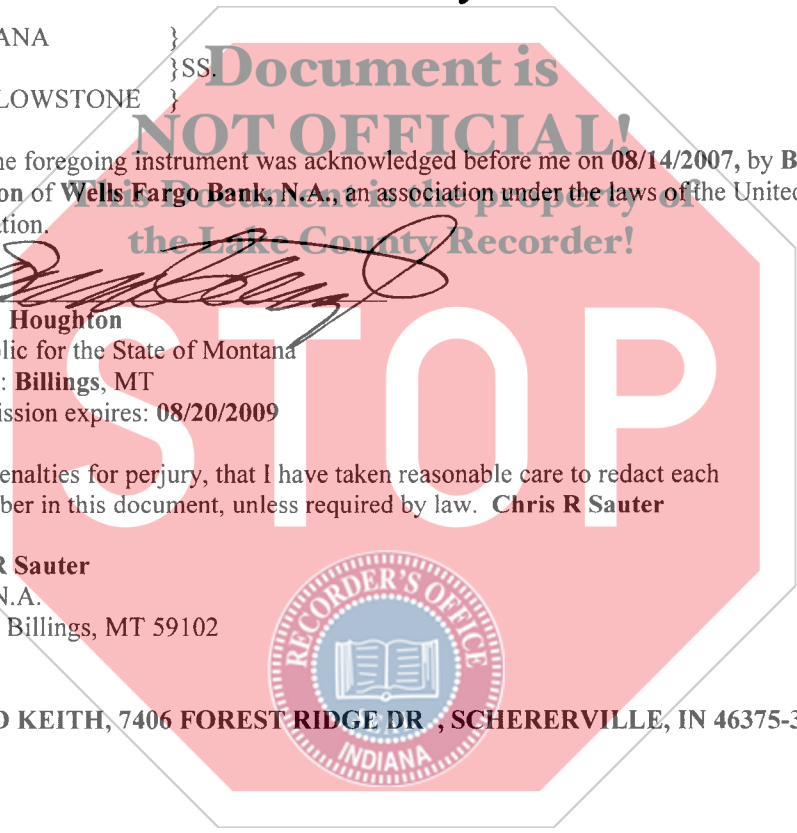 ANA }
}SS.
LOWSTONE }
Document is
NOT OFFICIAL!
This Document is the property of
the Lake County Recorder!
ne foregoing instrument was acknowledged before me on 08/14/2007, by B
on of Wells Fargo Bank, N.A., an association under the laws of the United
tion.
Houghton
lic for the State of Montana
: Billings, MT
ission expires: 08/20/2009
enalties for perjury, that I have taken reasonable care to redact each
ber in this document, unless required by law. Chris R Sauter
R Sauter
N.A.
Billings, MT 59102
D KEITH, 7406 FOREST RIDGE DR , SCHERERVILLE, IN 46375-3
STOP
RECORDER'S OFFICE
SEAL
INDIANA